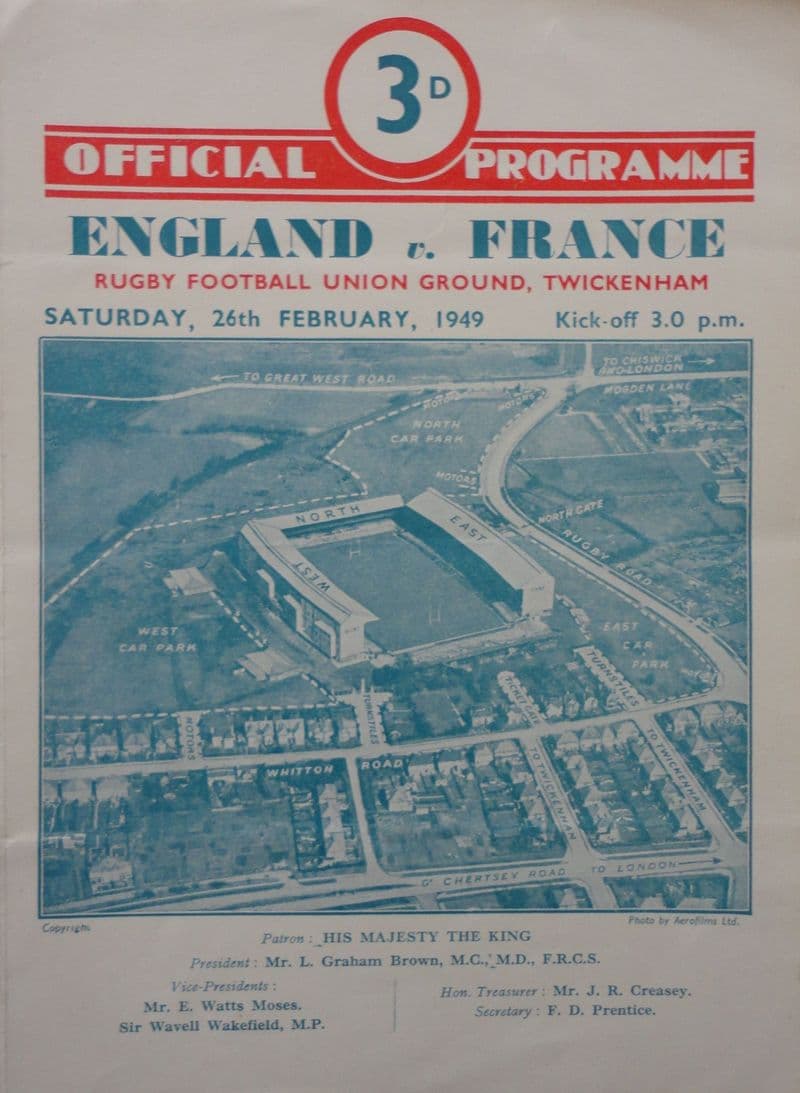 3D
OFFICIAL PROGRAMME
ENGLAND v. FRANCE
RUGBY FOOTBALL UNION GROUND, TWICKENHAM
SATURDAY, 26th FEBRUARY, 1949 Kick-off 3.0 p.m.
TO CHISWICK
AND LONDON
TO GREAT WEST ROAD
MOGDEN LANE
MOTORS
MOTORS
NORTH
CAR PARK
MOTORS
NORTH GATE
NORTH
EAST
RUGBY ROAD
WEST
WEST
CAR PARK
EAST
CAR
PARK
TURNSTILES
TURNSTILES
MOTORS
TO TWICKENHAM
TO TWICKENHAM
WHITTON ROAD
Gt CHERTSEY ROAD TO LONDON
Copyright Photo by Aerofilms Ltd.
Patron: HIS MAJESTY THE KING
President: Mr. L. Graham Brown, M.C., M.D., F.R.C.S.
Vice-Presidents:
Mr. E. Watts Moses.
Sir Wavell Wakefield, M.P.
Hon. Treasurer: Mr. J. R. Creasey.
Secretary: F. D. Prentice.